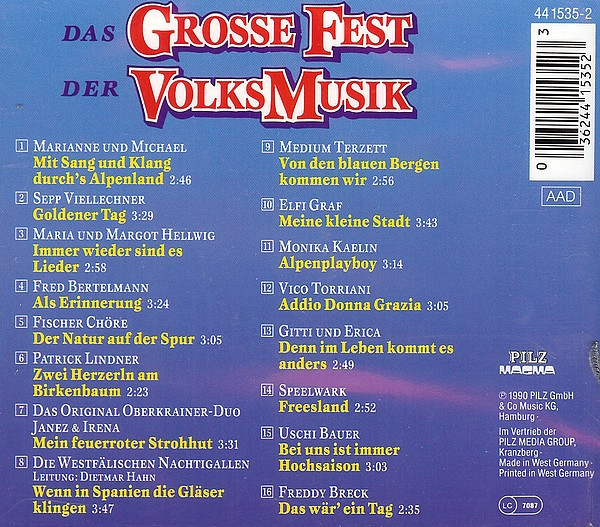 DAS GROSSE FEST
DER VOLKSMUSIK
44 1535-2
3
36244 15352
0
AAD
1 MARIANNE UND MICHAEL
Mit Sang und Klang
durch's Alpenland 2:46
2 SEPP VIELLECHNER
Goldener Tag 3:29
3 MARIA UND MARGOT HELLWIG
Immer wieder sind es
Lieder 2:58
4 FRED BERTELMANN
Als Erinnerung 3:24
5 FISCHER CHÖRE
Der Natur auf der Spur 3:05
6 PATRICK LINDNER
Zwei Herzerln am
Birkenbaum 2:23
7 DAS ORIGINAL OBERKRAINER-DUO
JANEZ & IRENA
Mein feuerroter Strohhut 3:31
8 DIE WESTFÄLISCHEN NACHTIGALLEN
LEITUNG: DIETMAR HAHN
Wenn in Spanien die Gläser
klingen 3:47
9 MEDIUM TERZETT
Von den blauen Bergen
kommen wir 2:56
10 ELFI GRAF
Meine kleine Stadt 3:43
11 MONIKA KAELIN
Alpenplayboy 3:14
12 VICO TORRIANI
Addio Donna Grazia 3:05
13 GITTI UND ERICA
Denn im Leben kommt es
anders 2:49
14 SPEELWARK
Freesland 2:52
15 USCHI BAUER
Bei uns ist immer
Hochsaison 3:03
16 FREDDY BRECK
Das wär' ein Tag 2:35
PILZ
MAGMA
℗ 1990 PILZ GmbH
& Co Music KG,
Hamburg ·
Im Vertrieb der
PILZ MEDIA GROUP,
Kranzberg ·
Made in West Germany ·
Printed in West Germany
LC 7087